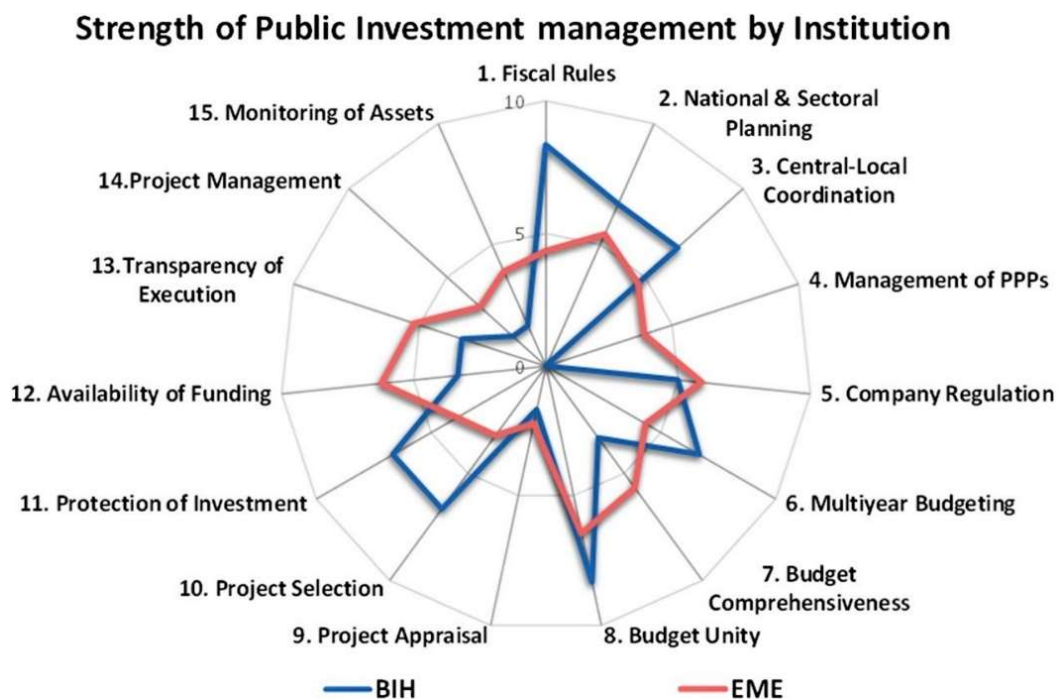 Strength of Public Investment management by Institution
1. Fiscal Rules
10
2. National & Sectoral
Planning
3. Central-Local
Coordination
4. Management of PPPs
5. Company Regulation
6. Multiyear Budgeting
7. Budget
Comprehensiveness
8. Budget Unity
9. Project Appraisal
10. Project Selection
11. Protection of Investment
12. Availability of Funding
13.Transparency of
Execution
14.Project Management
15. Monitoring of Assets
5
0
BIH
EME